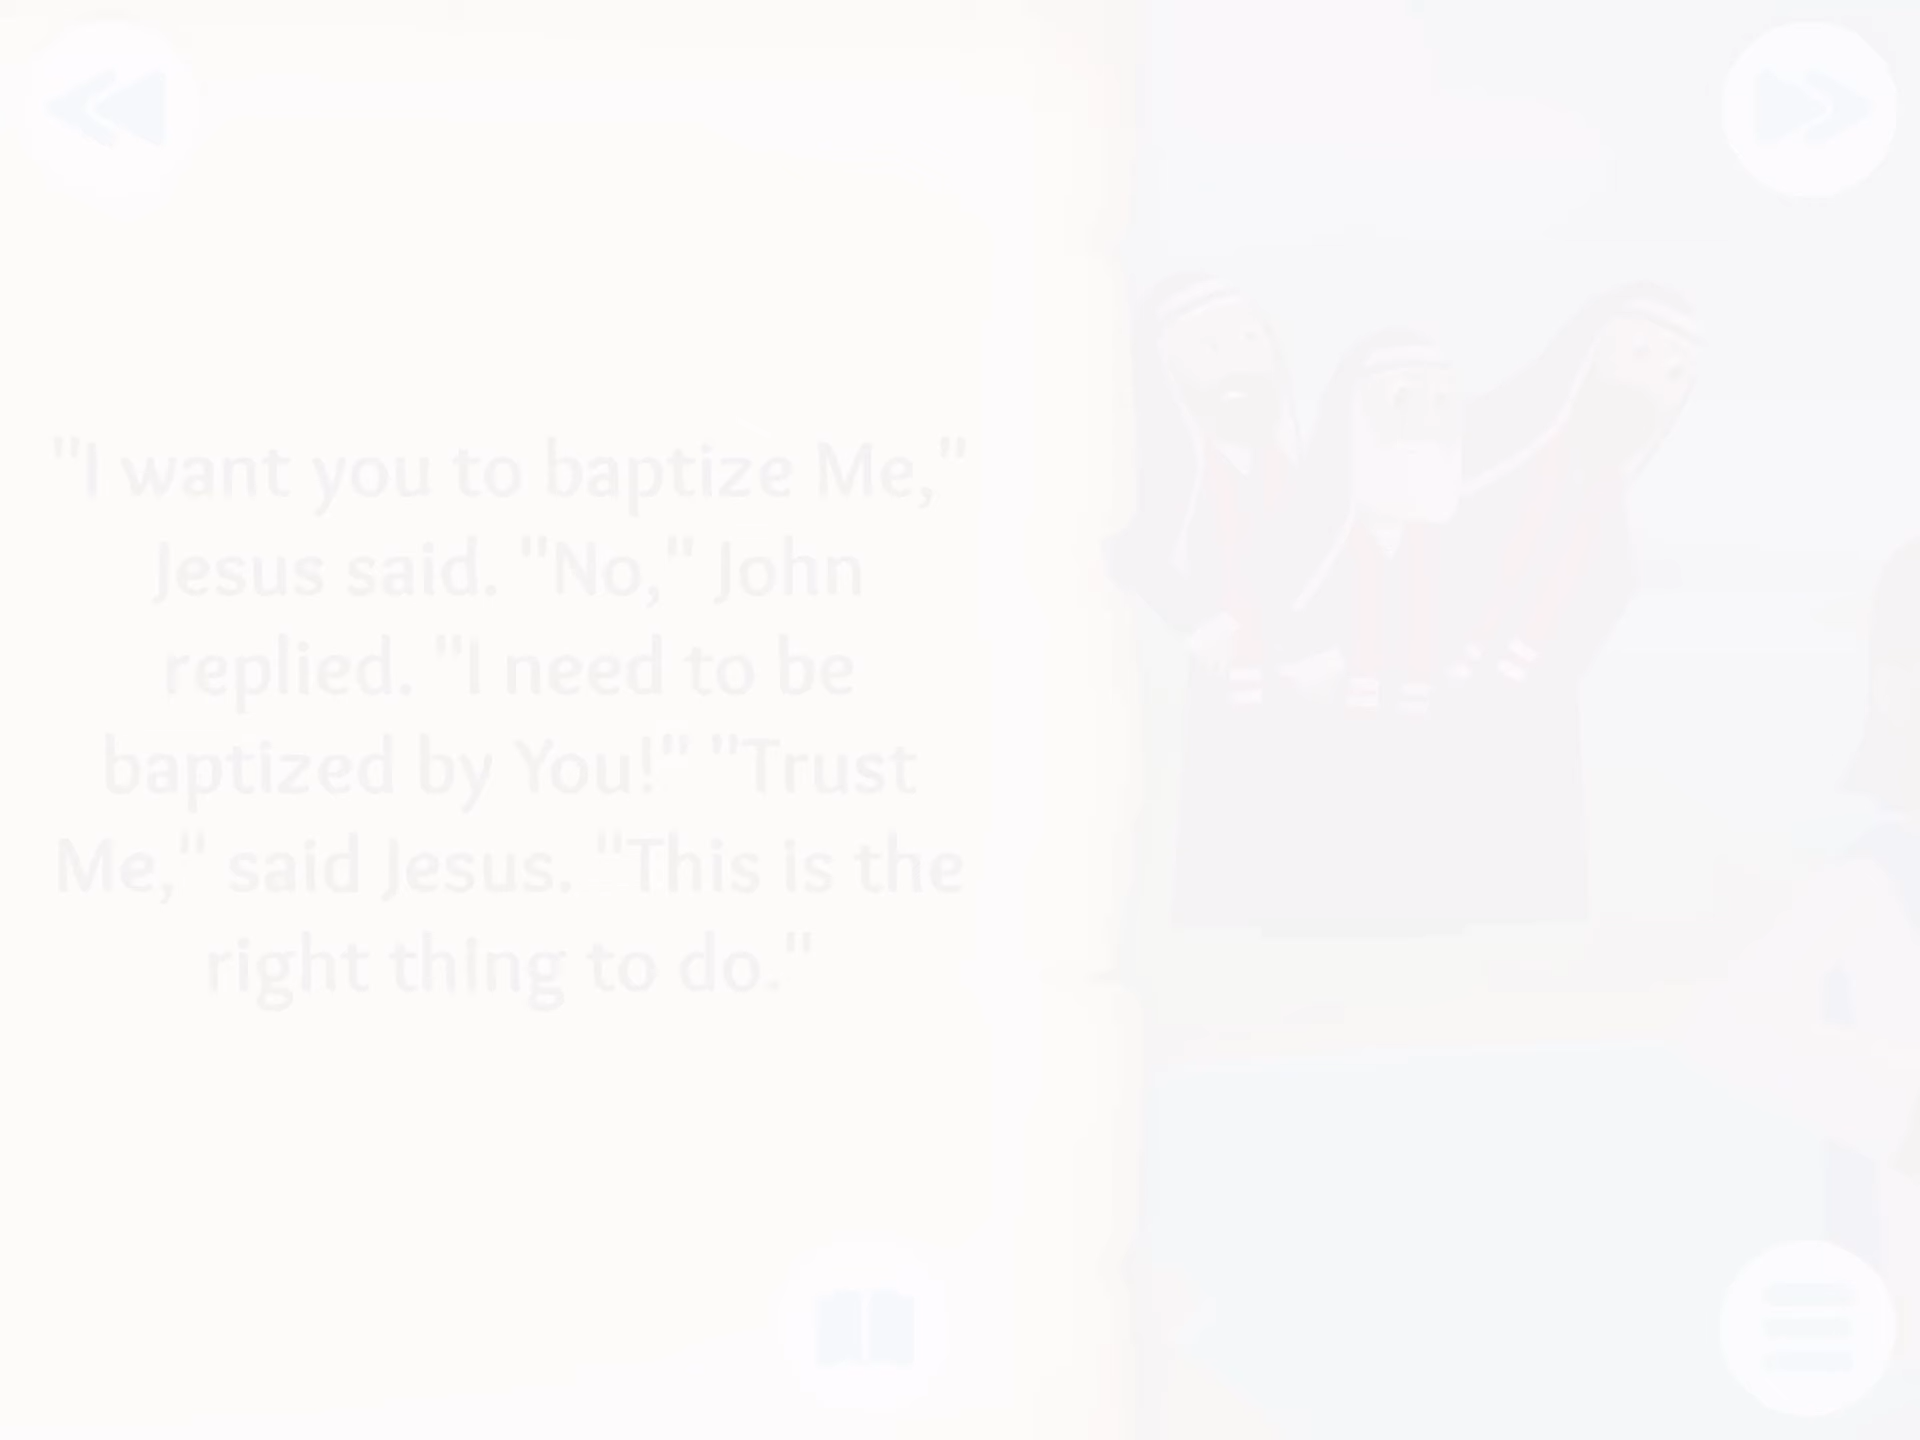 "I want you to baptize Me,"
Jesus said. "No," John
replied. "I need to be
baptized by You!" "Trust
Me," said Jesus. "This is the
right thing to do."